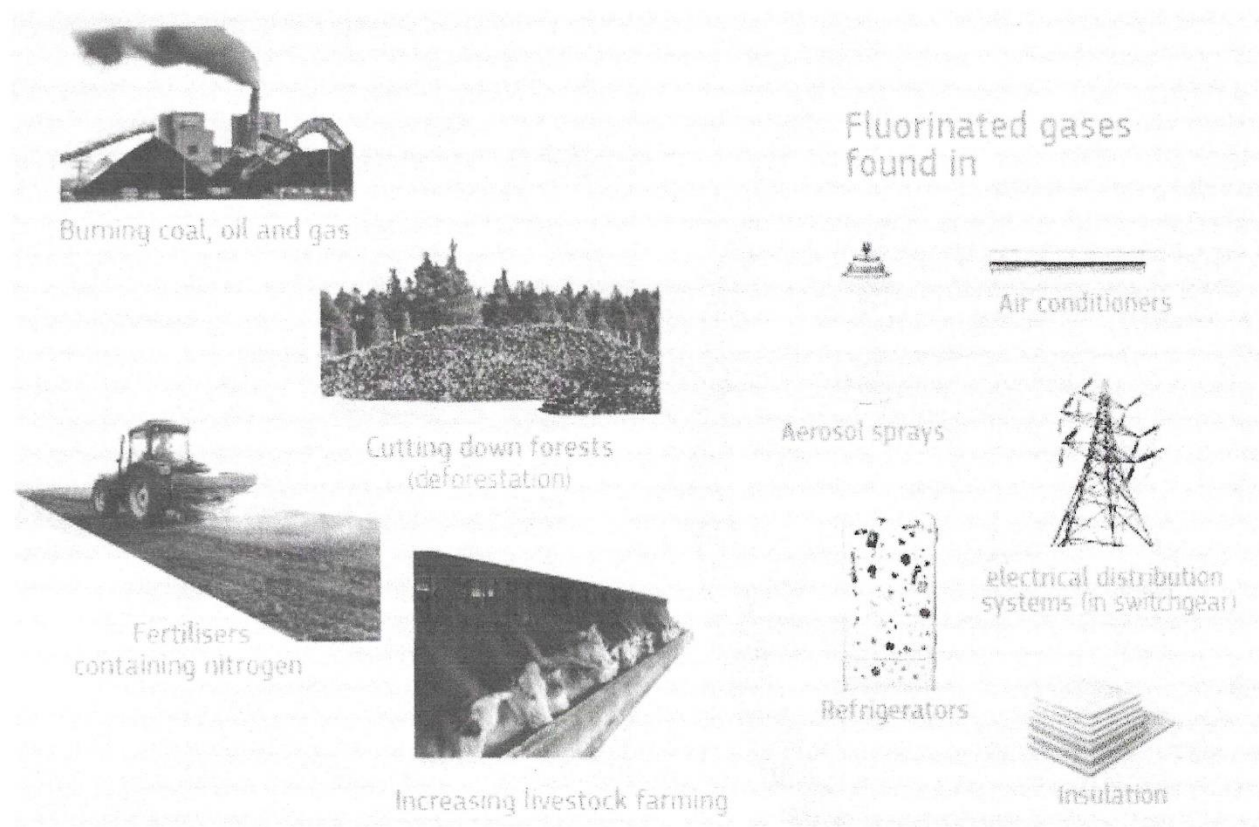 Burning coal, oil and gas
Cutting down forests
(deforestation)
Fertilisers
containing nitrogen
Increasing livestock farming
Fluorinated gases
found in
Air conditioners
Aerosol sprays
electrical distribution
systems (in switchgear)
Refrigerators
Insulation